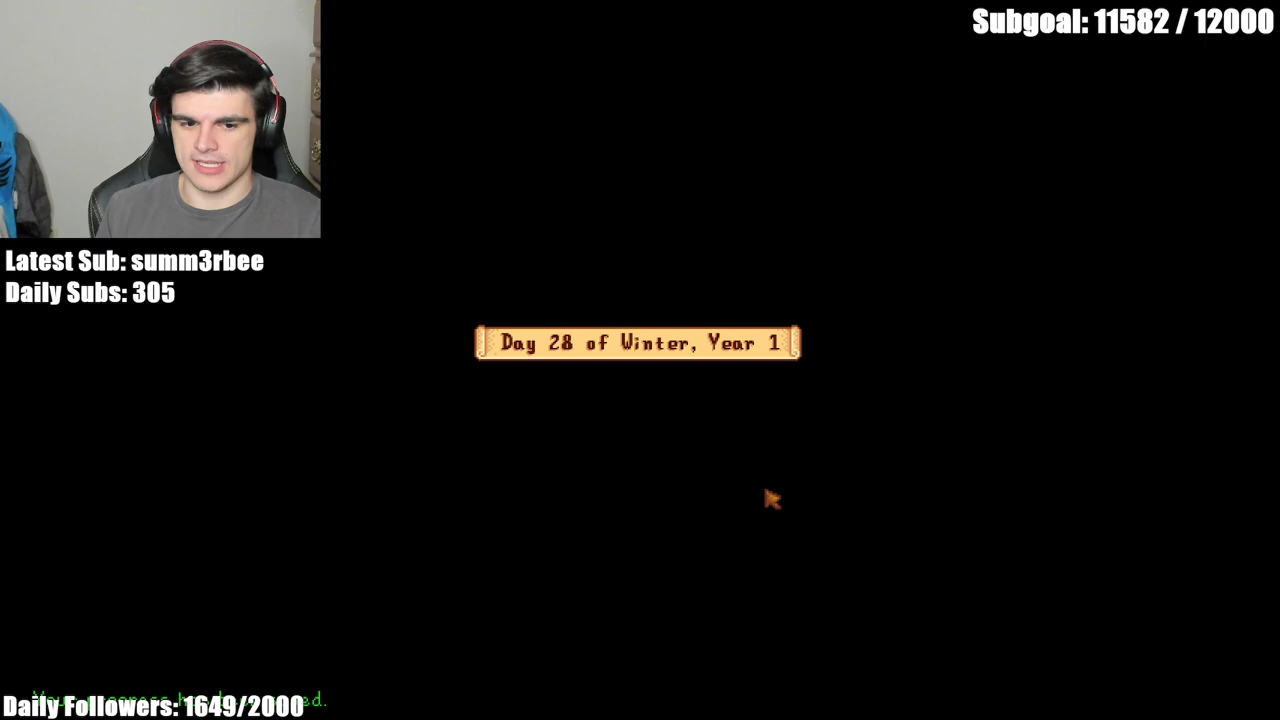 Subgoal: 11582 / 12000
Latest Sub: summ3rbee
Daily Subs: 305
Day 28 of Winter, Year 1
Daily Followers: 1649/2000